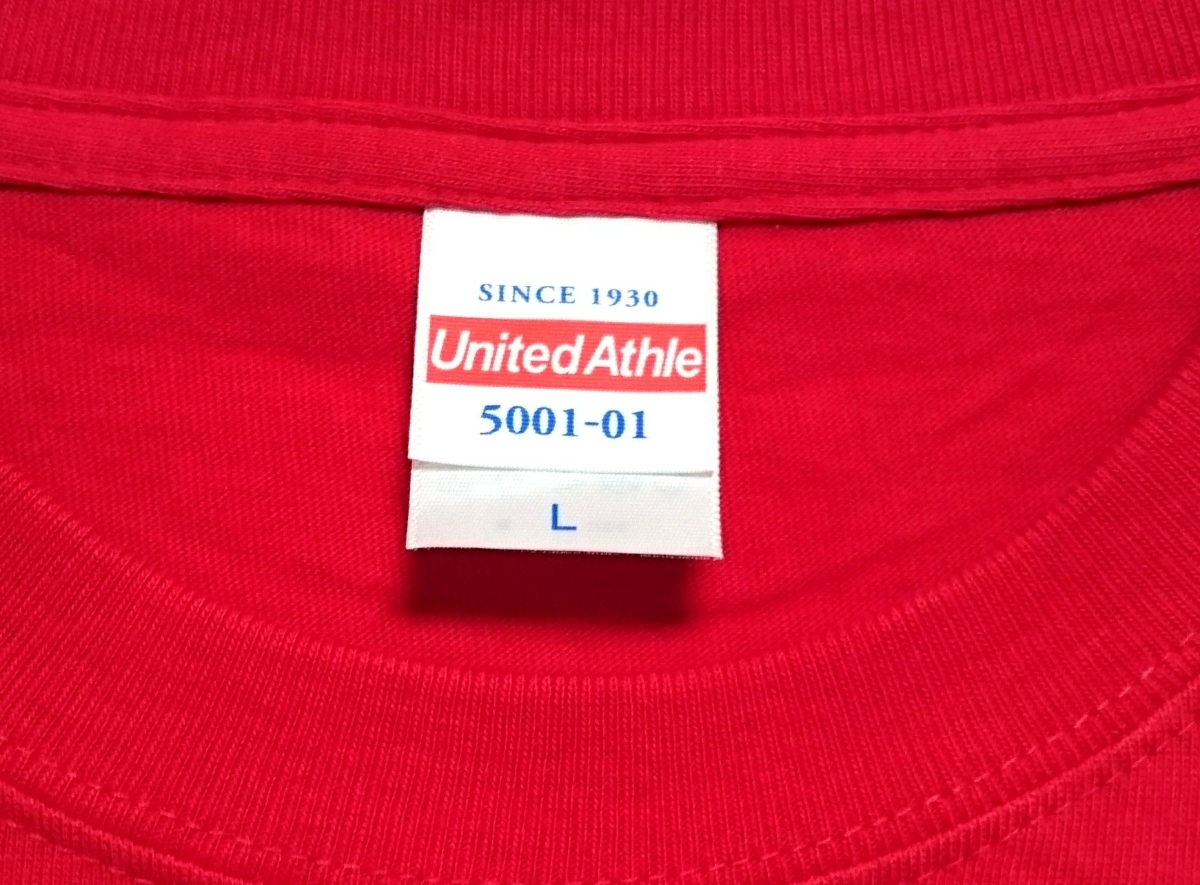 SINCE 1930
United Athle
5001-01
L